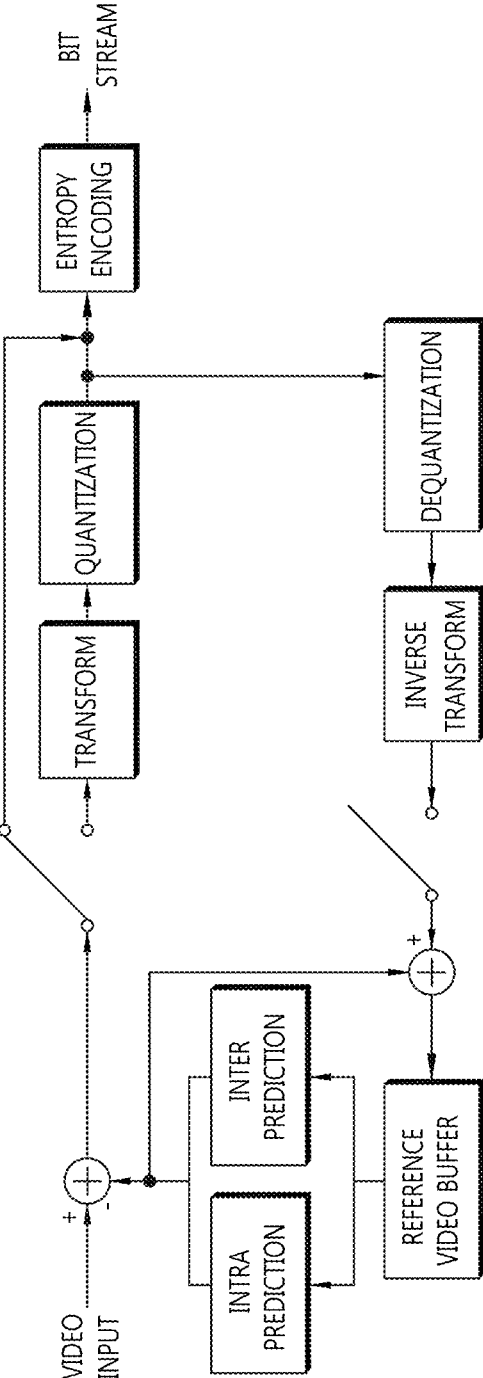 VIDEO
INPUT
+
-
TRANSFORM
QUANTIZATION
ENTROPY
ENCODING
BIT
STREAM
INTRA
PREDICTION
INTER
PREDICTION
+
REFERENCE
VIDEO BUFFER
INVERSE
TRANSFORM
DEQUANTIZATION